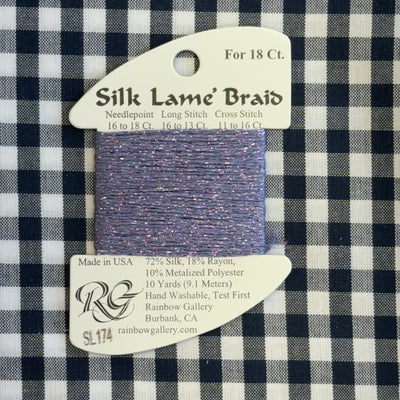 For 18 Ct.
Silk Lamé Braid
Needlepoint Long Stitch Cross Stitch
16 to 18 Ct. 16 to 13 Ct. 11 to 16 Ct.
Made in USA
72% Silk, 18% Rayon,
10% Metalized Polyester
10 Yards (9.1 Meters)
Hand Washable, Test First
Rainbow Gallery
Burbank, CA
rainbowgallery.com
RG
SL174